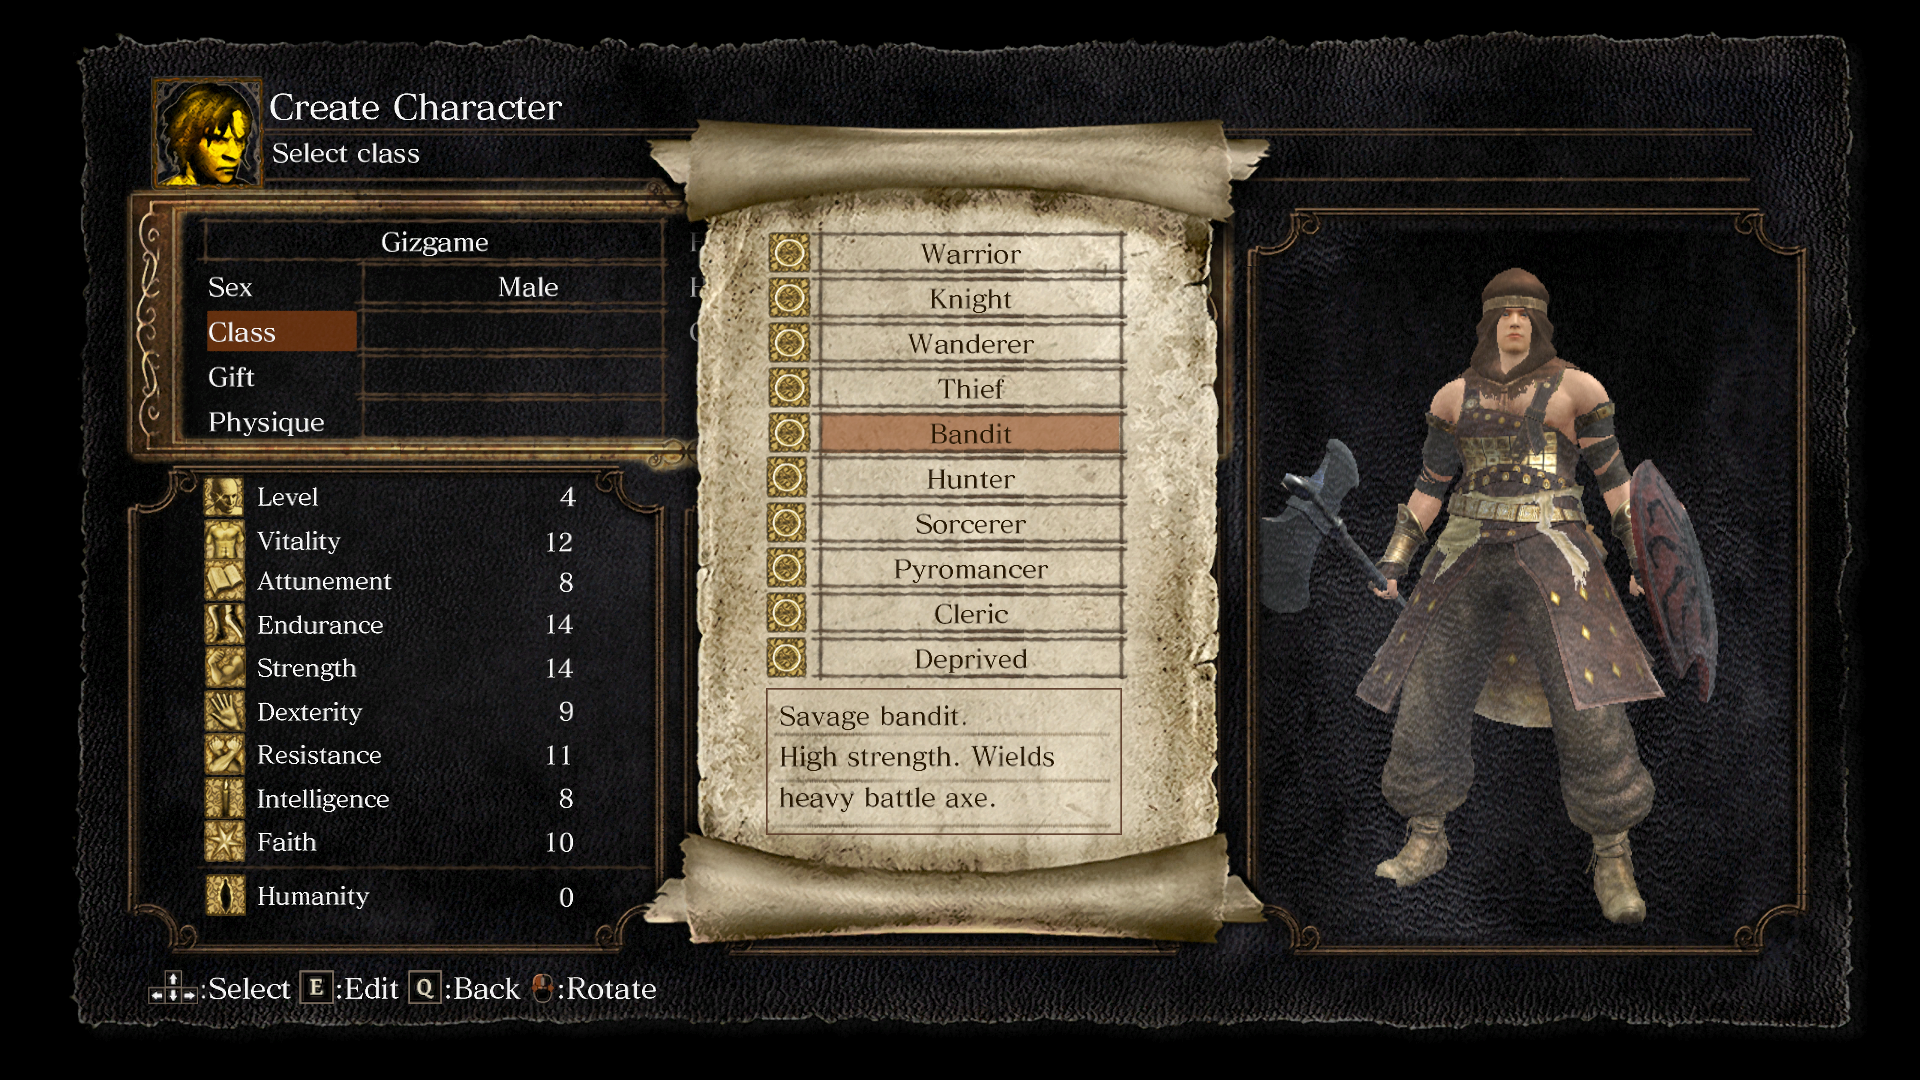 Create Character
Select class
Gizgame
Sex Male
Class
Gift
Physique
Level 4
Vitality 12
Attunement 8
Endurance 14
Strength 14
Dexterity 9
Resistance 11
Intelligence 8
Faith 10
Humanity 0
Warrior
Knight
Wanderer
Thief
Bandit
Hunter
Sorcerer
Pyromancer
Cleric
Deprived
Savage bandit.
High strength. Wields
heavy battle axe.
:Select E:Edit Q:Back :Rotate